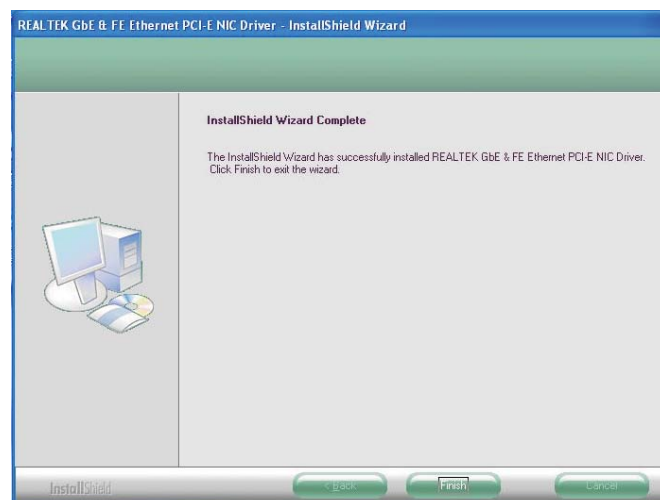 REALTEK GbE & FE Ethernet PCI-E NIC Driver - InstallShield Wizard
InstallShield Wizard Complete
The InstallShield Wizard has successfully installed REALTEK GbE & FE Ethernet PCI-E NIC Driver.
Click Finish to exit the wizard.
InstallShield
< Back
Finish
Cancel